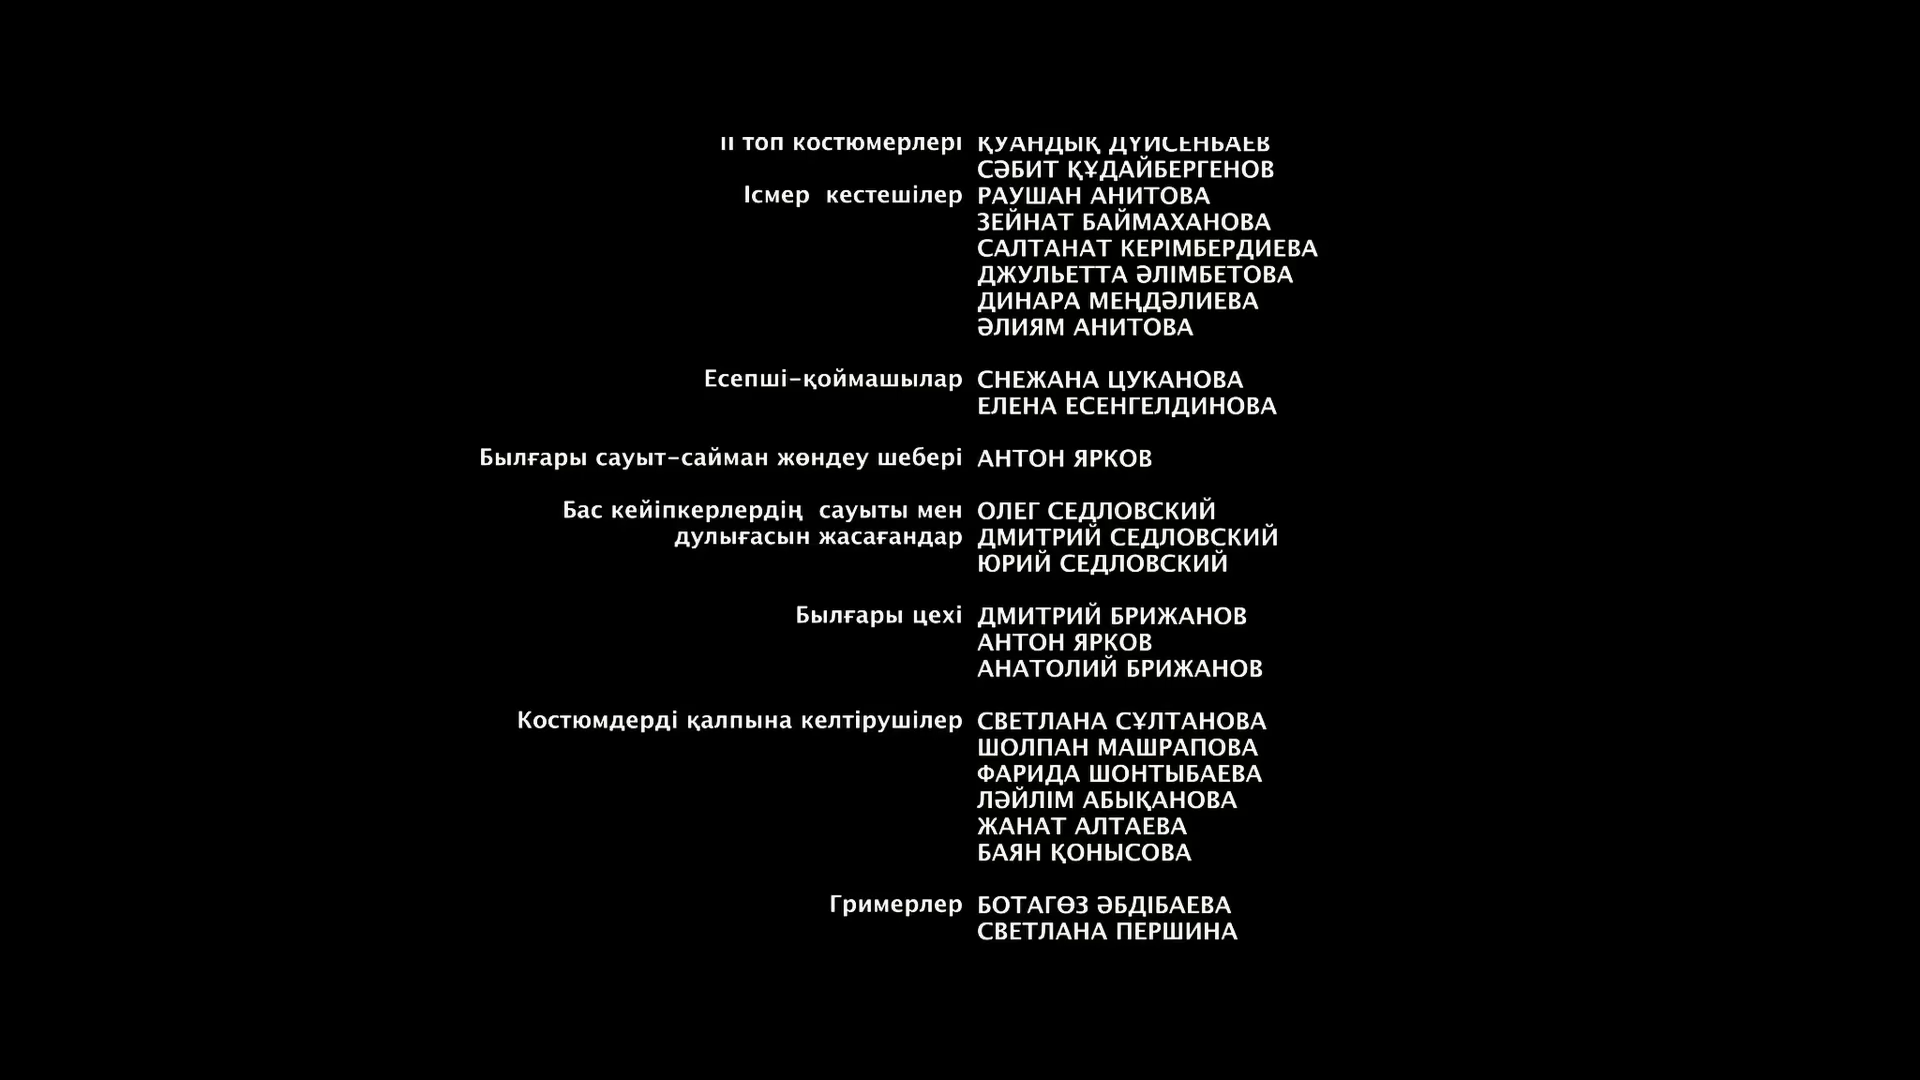 II топ костюмерлері ҚУАНДЫҚ ДҮЙСЕНБАЕВ
СӘБИТ ҚҰДАЙБЕРГЕНОВ
Ісмер кестешілер РАУШАН АНИТОВА
ЗЕЙНАТ БАЙМАХАНОВА
САЛТАНАТ КЕРІМБЕРДИЕВА
ДЖУЛЬЕТТА ӘЛІМБЕТОВА
ДИНАРА МЕҢДӘЛИЕВА
ӘЛИЯМ АНИТОВА
Есепші-қоймашылар СНЕЖАНА ЦУКАНОВА
ЕЛЕНА ЕСЕНГЕЛДИНОВА
Былғары сауыт-сайман жөндеу шебері АНТОН ЯРКОВ
Бас кейіпкерлердің сауыты мен ОЛЕГ СЕДЛОВСКИЙ
дулығасын жасағандар ДМИТРИЙ СЕДЛОВСКИЙ
ЮРИЙ СЕДЛОВСКИЙ
Былғары цехі ДМИТРИЙ БРИЖАНОВ
АНТОН ЯРКОВ
АНАТОЛИЙ БРИЖАНОВ
Костюмдерді қалпына келтірушілер СВЕТЛАНА СҰЛТАНОВА
ШОЛПАН МАШРАПОВА
ФАРИДА ШОНТЫБАЕВА
ЛӘЙЛІМ АБЫҚАНОВА
ЖАНАТ АЛТАЕВА
БАЯН ҚОНЫСОВА
Гримерлер БОТАГӨЗ ӘБДІБАЕВА
СВЕТЛАНА ПЕРШИНА